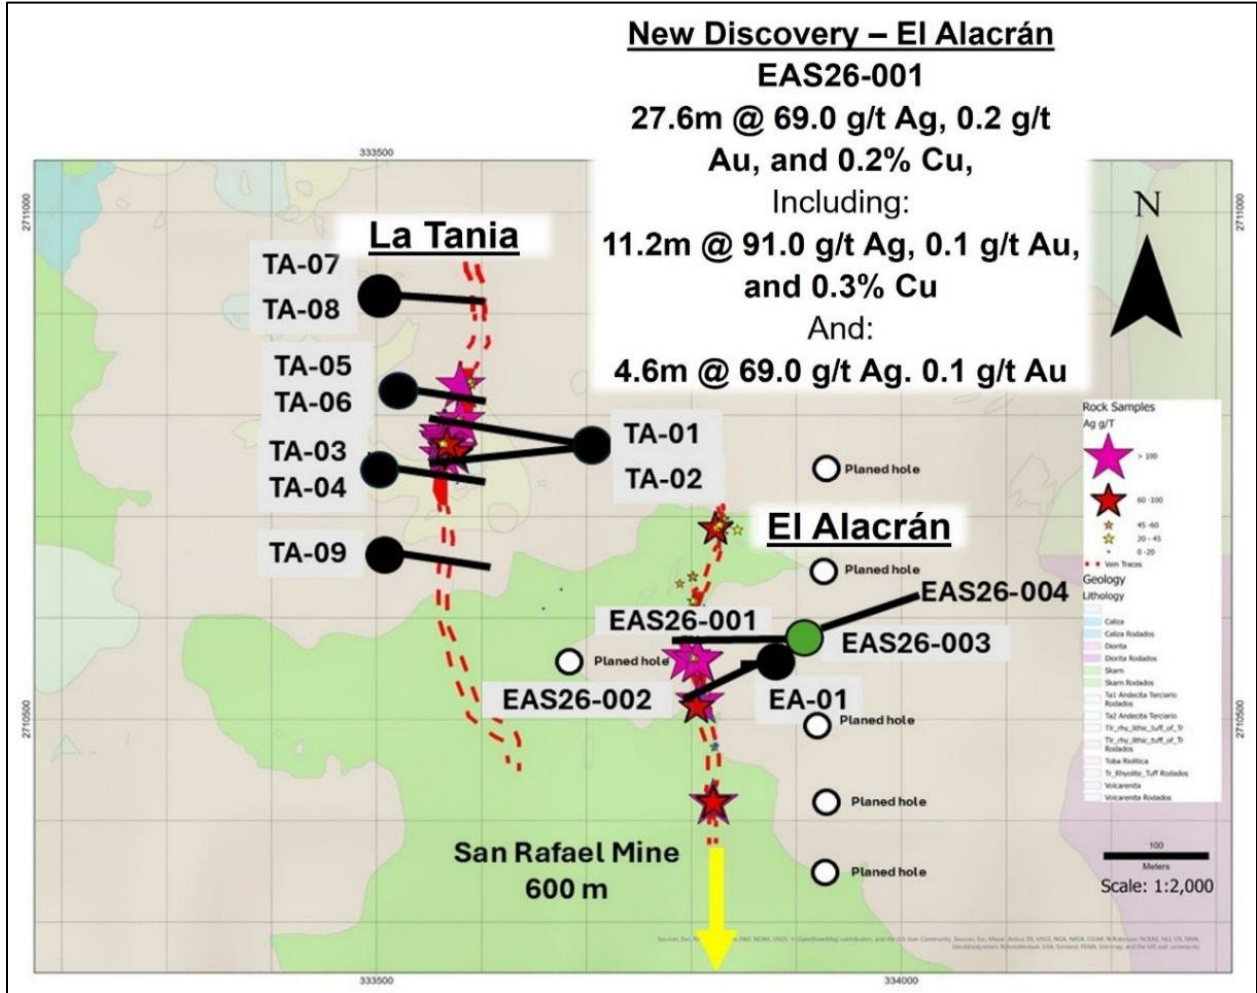 New Discovery – El Alacrán
EAS26-001
27.6m @ 69.0 g/t Ag, 0.2 g/t
Au, and 0.2% Cu,
Including:
11.2m @ 91.0 g/t Ag, 0.1 g/t Au,
and 0.3% Cu
And:
4.6m @ 69.0 g/t Ag. 0.1 g/t Au
333500
2711000
2711000
N
La Tania
TA-07
TA-08
TA-05
TA-06
TA-03
TA-04
TA-01
TA-02
TA-09
Planed hole
El Alacrán
Planed hole
EAS26-004
EAS26-001
EAS26-003
Planed hole
EAS26-002
EA-01
Planed hole
2710500
2710500
Planed hole
San Rafael Mine
600 m
Planed hole
Rock Samples
Ag g/T
> 100
60 -100
45 -60
20 - 45
0 -20
Vein Traces
Geology
Lithology
Caliza
Caliza Rodados
Diorita
Diorita Rodados
Skarn
Skarn Rodados
Ta1 Andecita Terciario
Rodados
Ta2 Andecita Terciario
Tlr_rhy_lithic_tuff_of_Tr
Tlr_rhy_lithic_tuff_of_Tr
Rodados
Toba Riolitica
Tr_Rhyolite_Tuff Rodados
Volcarenita
Volcarenita Rodados
100
Meters
Scale: 1:2,000
333500
334000